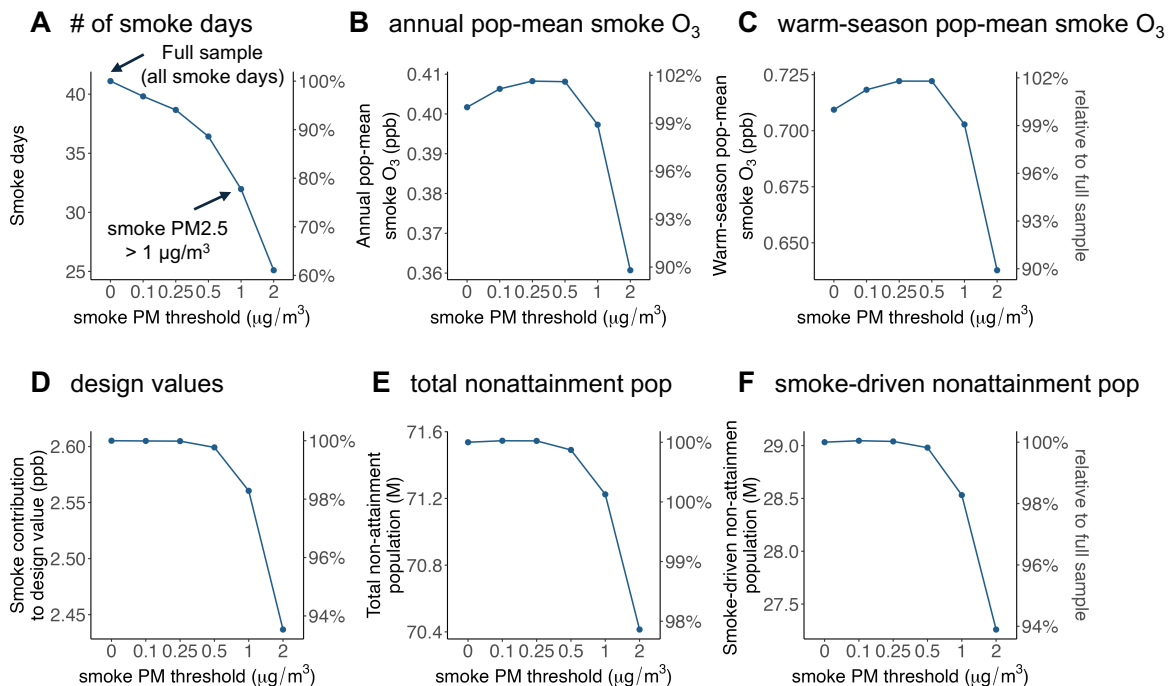 A # of smoke days
Full sample
(all smoke days)
40
35
30
25
100%
90%
80%
70%
60%
Smoke days
smoke PM2.5
> 1 µg/m³
0 0.1 0.25 0.5 1 2
smoke PM threshold (µg/m³)
B annual pop-mean smoke O₃
0.41
0.40
0.39
0.38
0.37
0.36
102%
99%
96%
93%
90%
Annual pop-mean
smoke O₃ (ppb)
0 0.1 0.25 0.5 1 2
smoke PM threshold (µg/m³)
C warm-season pop-mean smoke O₃
0.725
0.700
0.675
0.650
102%
99%
96%
93%
90%
Warm-season pop-mean
smoke O₃ (ppb)
relative to full sample
0 0.1 0.25 0.5 1 2
smoke PM threshold (µg/m³)
D design values
2.60
2.55
2.50
2.45
100%
98%
96%
94%
Smoke contribution
to design value (ppb)
0 0.1 0.25 0.5 1 2
smoke PM threshold (µg/m³)
E total nonattainment pop
71.6
71.2
70.8
70.4
100%
100%
99%
98%
Total non-attainment
population (M)
0 0.1 0.25 0.5 1 2
smoke PM threshold (µg/m³)
F smoke-driven nonattainment pop
29.0
28.5
28.0
27.5
100%
98%
96%
94%
Smoke-driven non-attainmen
population (M)
relative to full sample
0 0.1 0.25 0.5 1 2
smoke PM threshold (µg/m³)